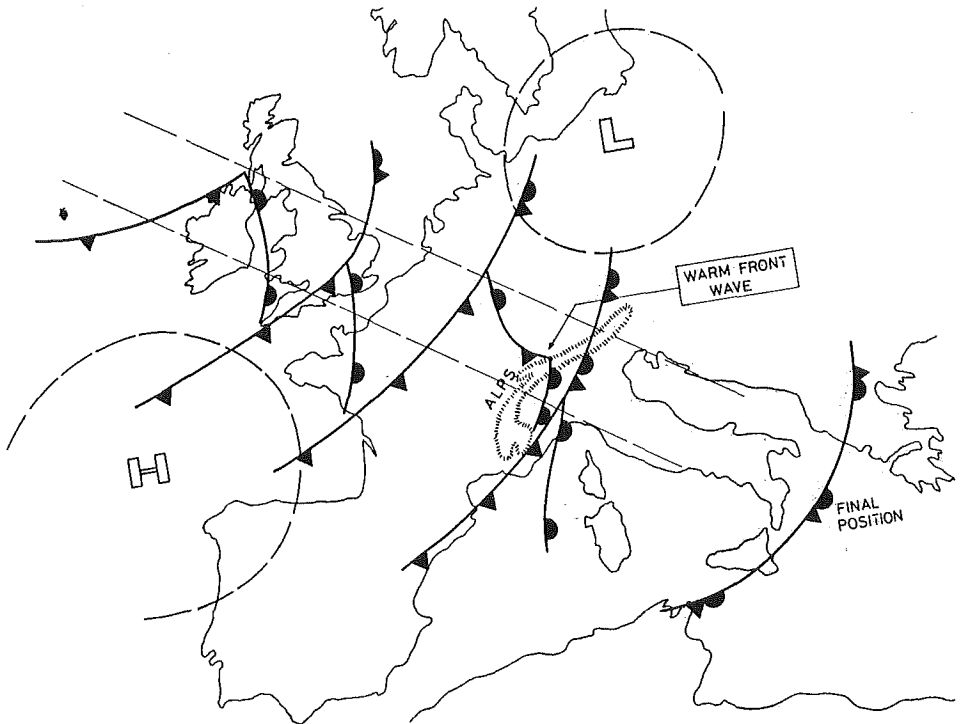 L
WARM FRONT
WAVE
ALPS
H
FINAL
POSITION